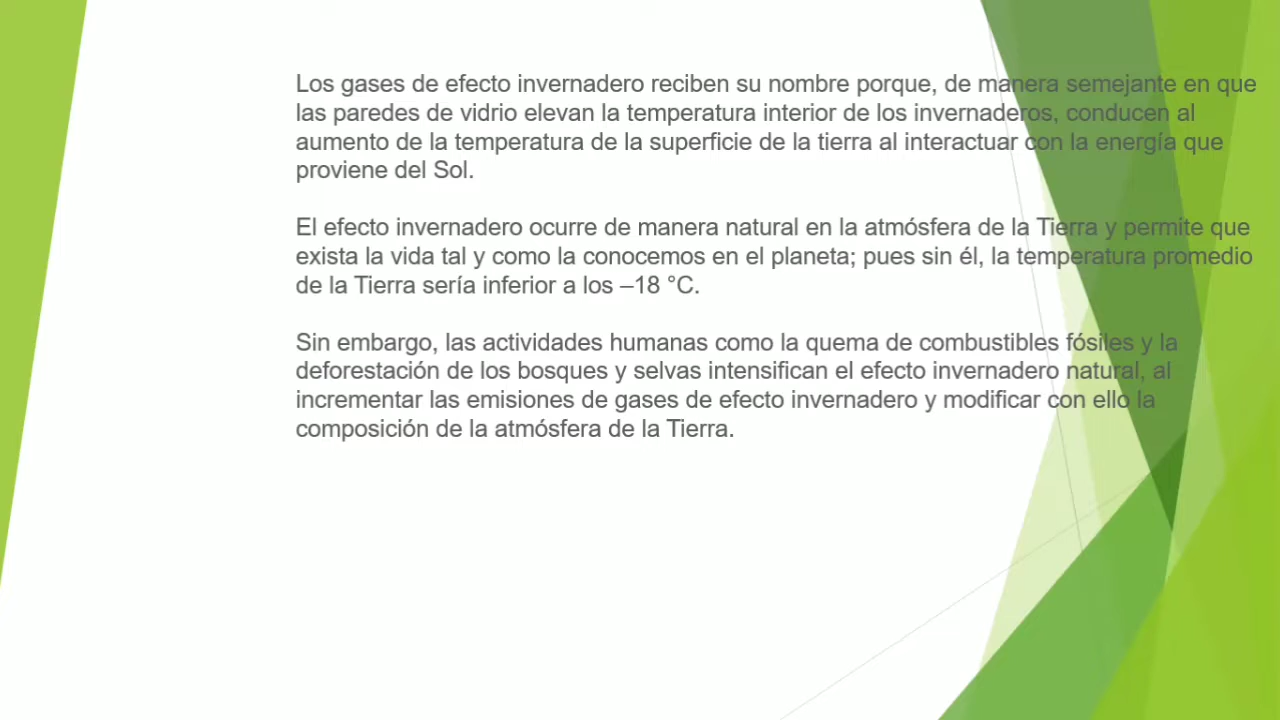 Los gases de efecto invernadero reciben su nombre porque, de manera semejante en que
las paredes de vidrio elevan la temperatura interior de los invernaderos, conducen al
aumento de la temperatura de la superficie de la tierra al interactuar con la energía que
proviene del Sol.
El efecto invernadero ocurre de manera natural en la atmósfera de la Tierra y permite que
exista la vida tal y como la conocemos en el planeta; pues sin él, la temperatura promedio
de la Tierra sería inferior a los –18 °C.
Sin embargo, las actividades humanas como la quema de combustibles fósiles y la
deforestación de los bosques y selvas intensifican el efecto invernadero natural, al
incrementar las emisiones de gases de efecto invernadero y modificar con ello la
composición de la atmósfera de la Tierra.